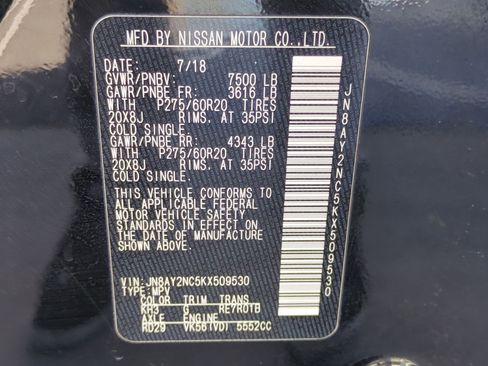 MFD BY NISSAN MOTOR CO.,LTD.
DATE: 7/18
GVWR/PNBV: 7500 LB
GAWR/PNBE FR: 3616 LB
WITH P275/60R20 TIRES
20X8J RIMS, AT 35PSI
COLD SINGLE.
GAWR/PNBE RR: 4343 LB
WITH P275/60R20 TIRES
20X8J RIMS, AT 35PSI
COLD SINGLE.
THIS VEHICLE CONFORMS TO
ALL APPLICABLE FEDERAL
MOTOR VEHICLE SAFETY
STANDARDS IN EFFECT ON
THE DATE OF MANUFACTURE
SHOWN ABOVE.
VIN: JN8AY2NC5KX509530
TYPE: MPV
COLOR TRIM TRANS
KH3 G RE7R01B
AXLE ENGINE
RD29 VK56(VD) 5552CC
JN8AY2NC5KX509530